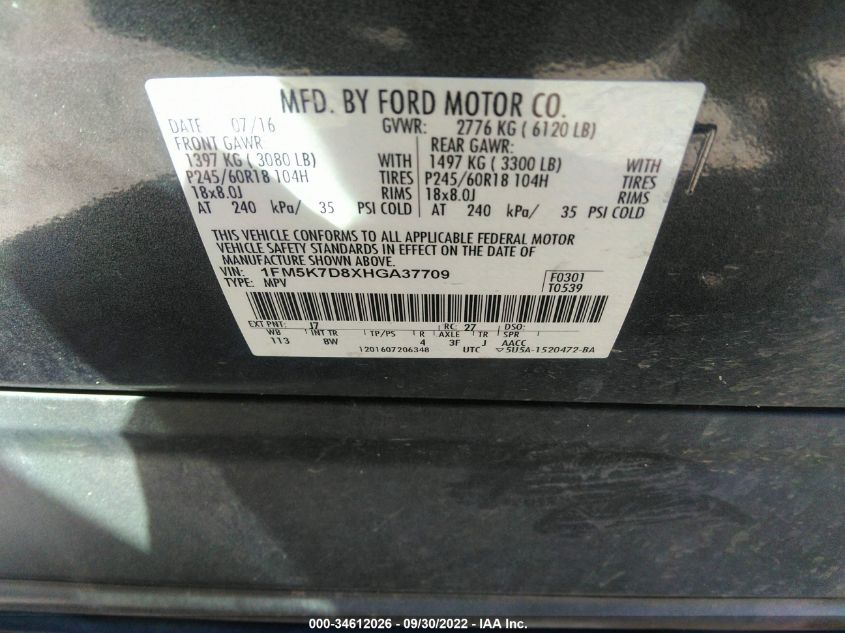 MFD. BY FORD MOTOR CO.
DATE 07/16 GVWR: 2776 KG ( 6120 LB)
FRONT GAWR: REAR GAWR:
1397 KG ( 3080 LB) WITH 1497 KG ( 3300 LB) WITH
P245/60R18 104H TIRES P245/60R18 104H TIRES
18x8.0J RIMS 18x8.0J RIMS
AT 240 kPa/ 35 PSI COLD AT 240 kPa/ 35 PSI COLD
THIS VEHICLE CONFORMS TO ALL APPLICABLE FEDERAL MOTOR
VEHICLE SAFETY STANDARDS IN EFFECT ON THE DATE OF
MANUFACTURE SHOWN ABOVE.
VIN: 1FM5K7D8XHGA37709 F0301
TYPE: MPV T0539
EXT PNT: J7 RC: 27 DSO:
WB INT TR TP/PS R AXLE TR SPR
113 8W 4 3F J AACC
1201607206348 UTC ▽5U5A-1520472-BA
000-34612026 - 09/30/2022 - IAA Inc.